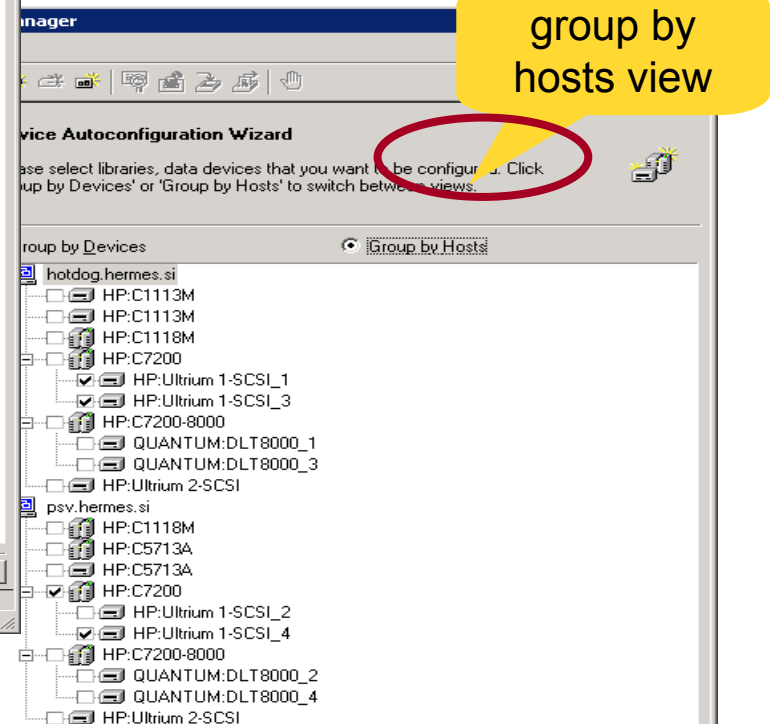 group by
hosts view
nager
vice Autoconfiguration Wizard
ase select libraries, data devices that you want to be configured. Click
up by Devices' or 'Group by Hosts' to switch between views.
roup by Devices
Group by Hosts
hotdog.hermes.si
HP:C1113M
HP:C1113M
HP:C1118M
HP:C7200
HP:Ultrium 1-SCSI_1
HP:Ultrium 1-SCSI_3
HP:C7200-8000
QUANTUM:DLT8000_1
QUANTUM:DLT8000_3
HP:Ultrium 2-SCSI
psv.hermes.si
HP:C1118M
HP:C5713A
HP:C5713A
HP:C7200
HP:Ultrium 1-SCSI_2
HP:Ultrium 1-SCSI_4
HP:C7200-8000
QUANTUM:DLT8000_2
QUANTUM:DLT8000_4
HP:Ultrium 2-SCSI